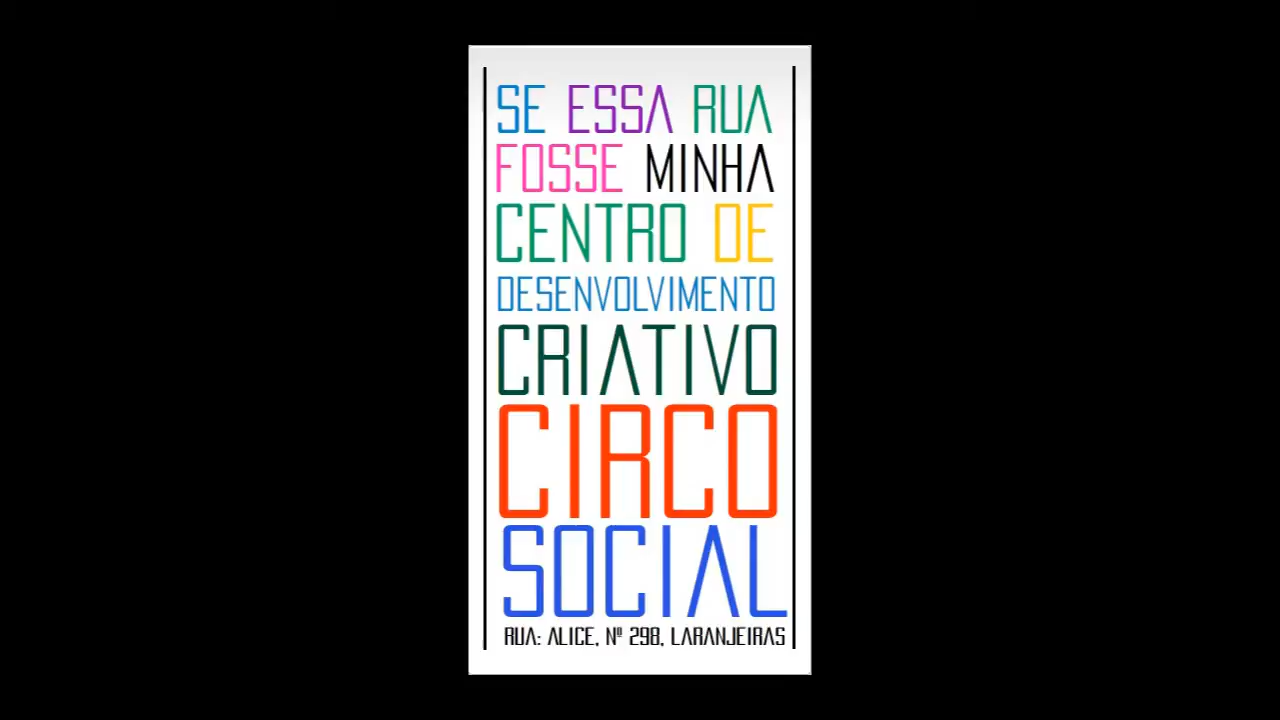 SE ESSA RUA
FOSSE MINHA
CENTRO DE
DESENVOLVIMENTO
CRIATIVO
CIRCO
SOCIAL
RUA: ALICE, Nº 298, LARANJEIRAS